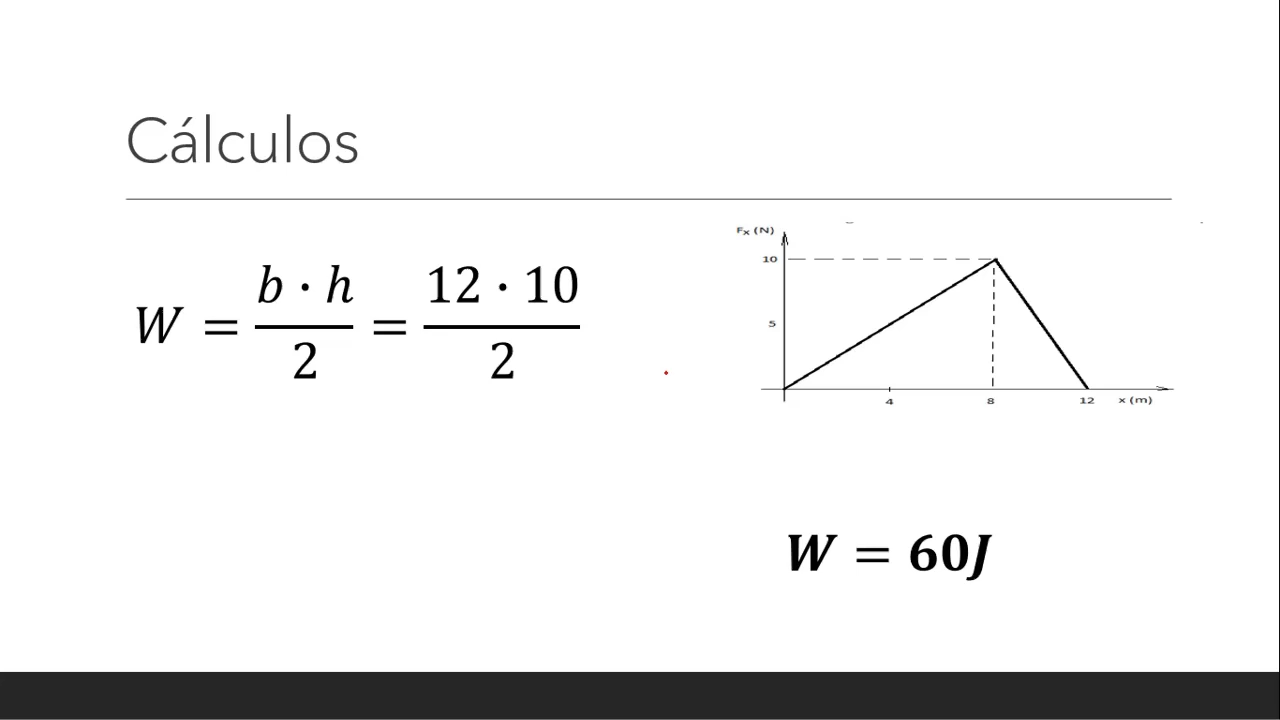 Cálculos
W = b · h / 2 = 12 · 10 / 2
Fx (N)
10
5
4 8 12 x (m)
W = 60J